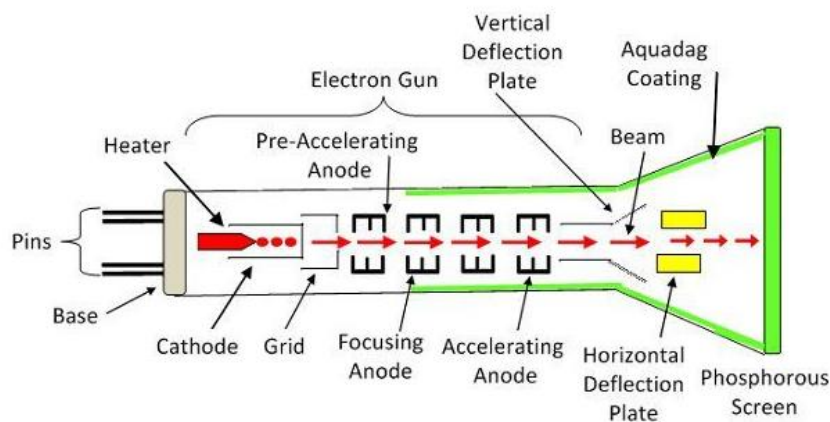 Vertical
Deflection
Plate
Aquadag
Coating
Electron Gun
Beam
Heater
Pre-Accelerating
Anode
Pins
Base
Cathode
Grid
Focusing
Anode
Accelerating
Anode
Horizontal
Deflection
Plate
Phosphorous
Screen